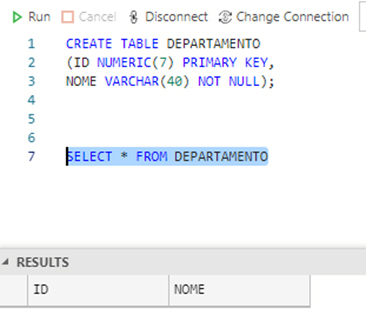 Run Cancel Disconnect Change Connection
1 CREATE TABLE DEPARTAMENTO
2 (ID NUMERIC(7) PRIMARY KEY,
3 NOME VARCHAR(40) NOT NULL);
4
5
6
7 SELECT * FROM DEPARTAMENTO
RESULTS
ID NOME